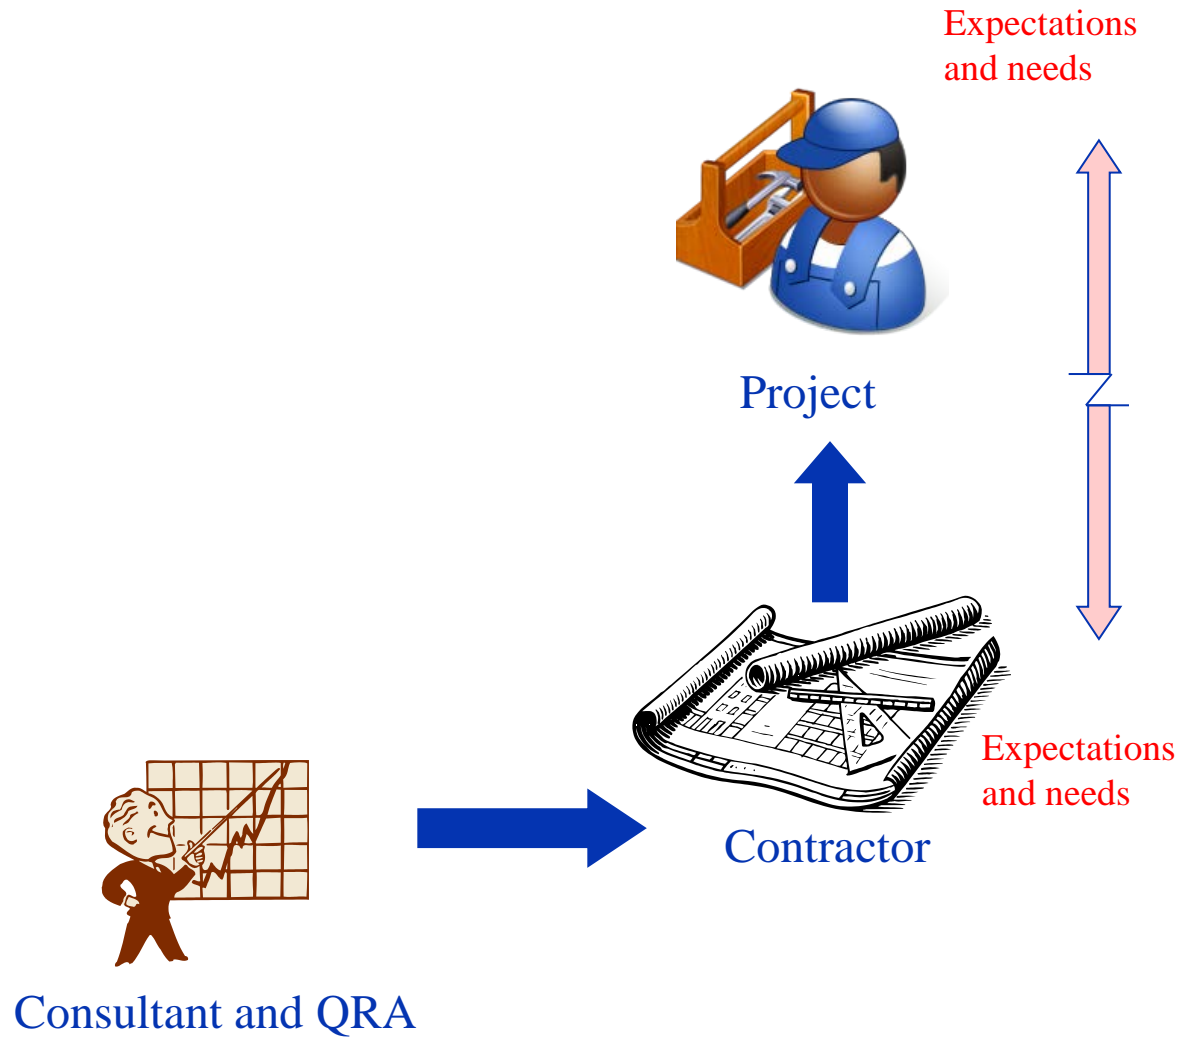 Expectations
and needs
Project
Expectations
and needs
Contractor
Consultant and QRA